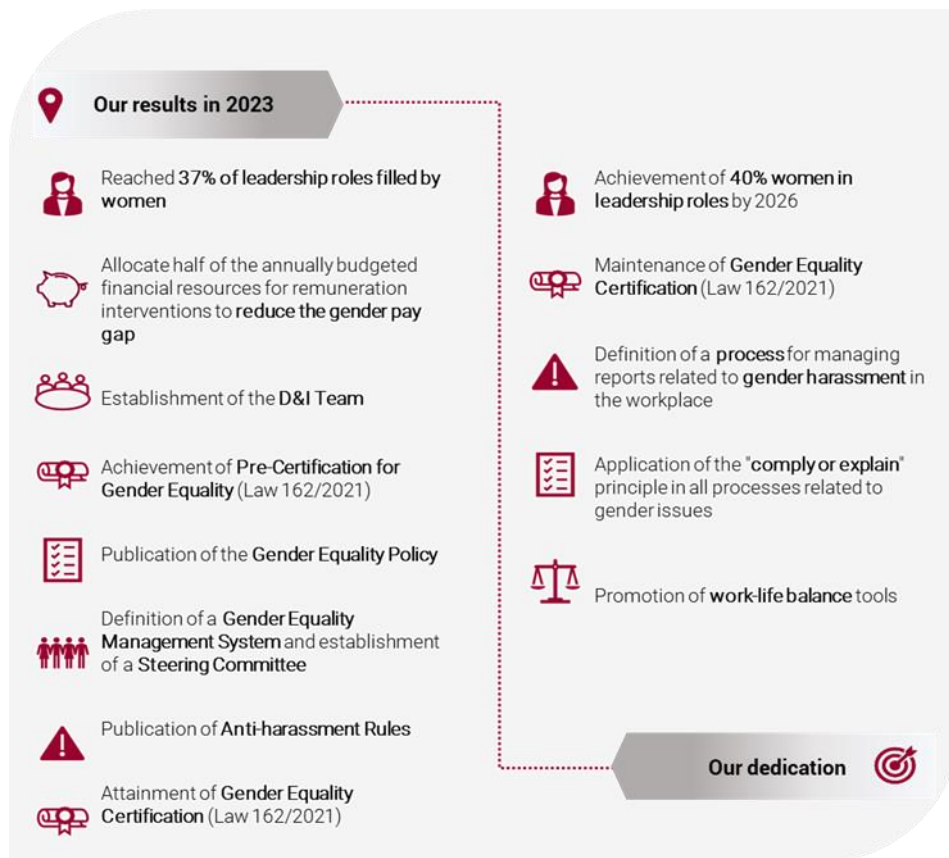 Our results in 2023
Reached 37% of leadership roles filled by
women
Allocate half of the annually budgeted
financial resources for remuneration
interventions to reduce the gender pay
gap
Establishment of the D&I Team
Achievement of Pre-Certification for
Gender Equality (Law 162/2021)
Publication of the Gender Equality Policy
Definition of a Gender Equality
Management System and establishment
of a Steering Committee
Publication of Anti-harassment Rules
Attainment of Gender Equality
Certification (Law 162/2021)
Achievement of 40% women in
leadership roles by 2026
Maintenance of Gender Equality
Certification (Law 162/2021)
Definition of a process for managing
reports related to gender harassment in
the workplace
Application of the "comply or explain"
principle in all processes related to
gender issues
Promotion of work-life balance tools
Our dedication